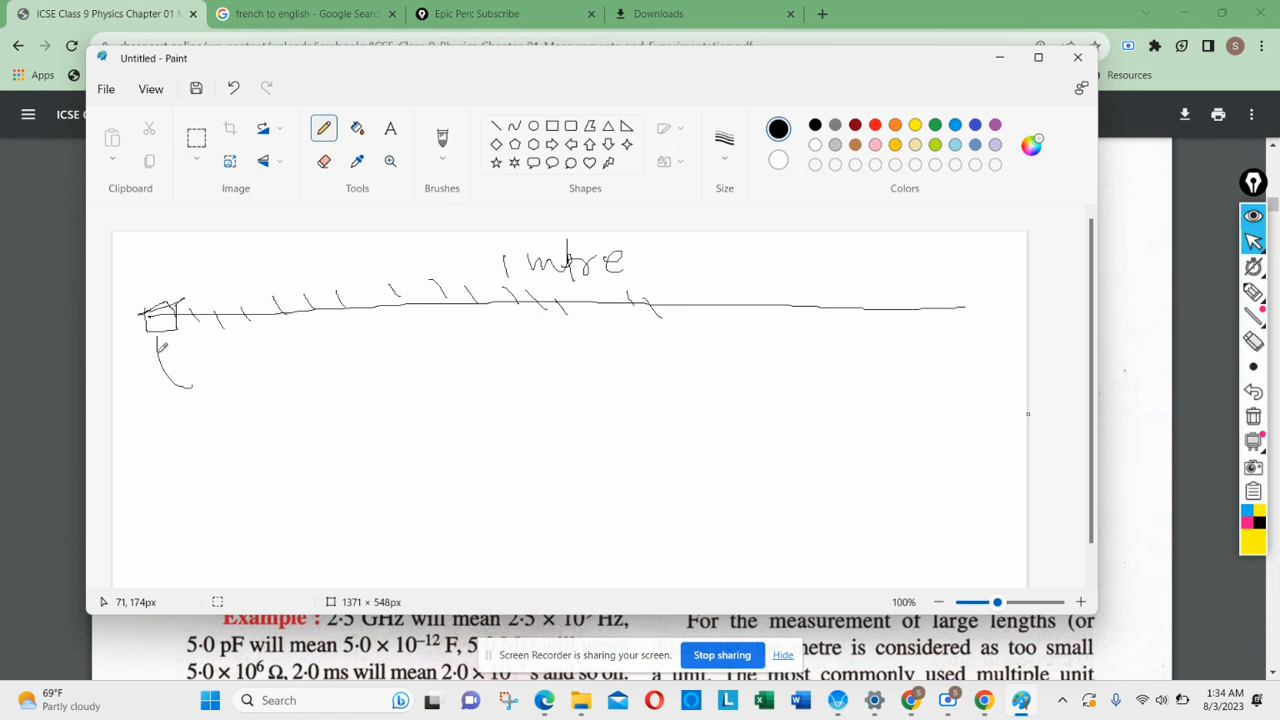 ICSE Class 9 Physics Chapter 01 M
french to english - Google Searc
Epic Pen: Subscribe
Downloads
Apps
Resources
ICSE C
Untitled - Paint
File
View
Clipboard
Image
Tools
Brushes
Shapes
Size
Colors
1 mtre
71, 174px
1371 × 548px
100%
Example : 2·5 GHz will mean 2·5 × 10⁹ Hz,
5·0 pF will mean 5·0 × 10⁻¹² F, 5·0
5·0 × 10⁶ Ω, 2·0 ms will mean 2·0 and so on.
For the measurement of large lengths (or
metre is considered as too small
a unit. The most commonly used multiple unit
Screen Recorder is sharing your screen.
Stop sharing
Hide
69°F
Partly cloudy
Search
1:34 AM
8/3/2023